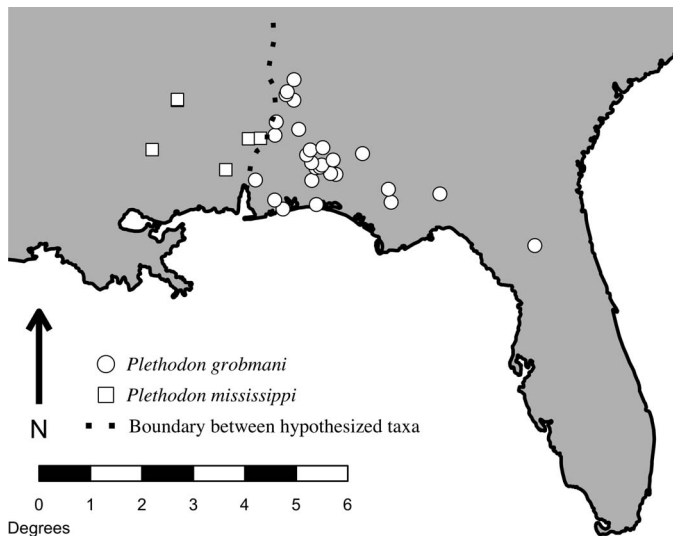 Plethodon grobmani
Plethodon mississippi
N
Boundary between hypothesized taxa
0 1 2 3 4 5 6
Degrees